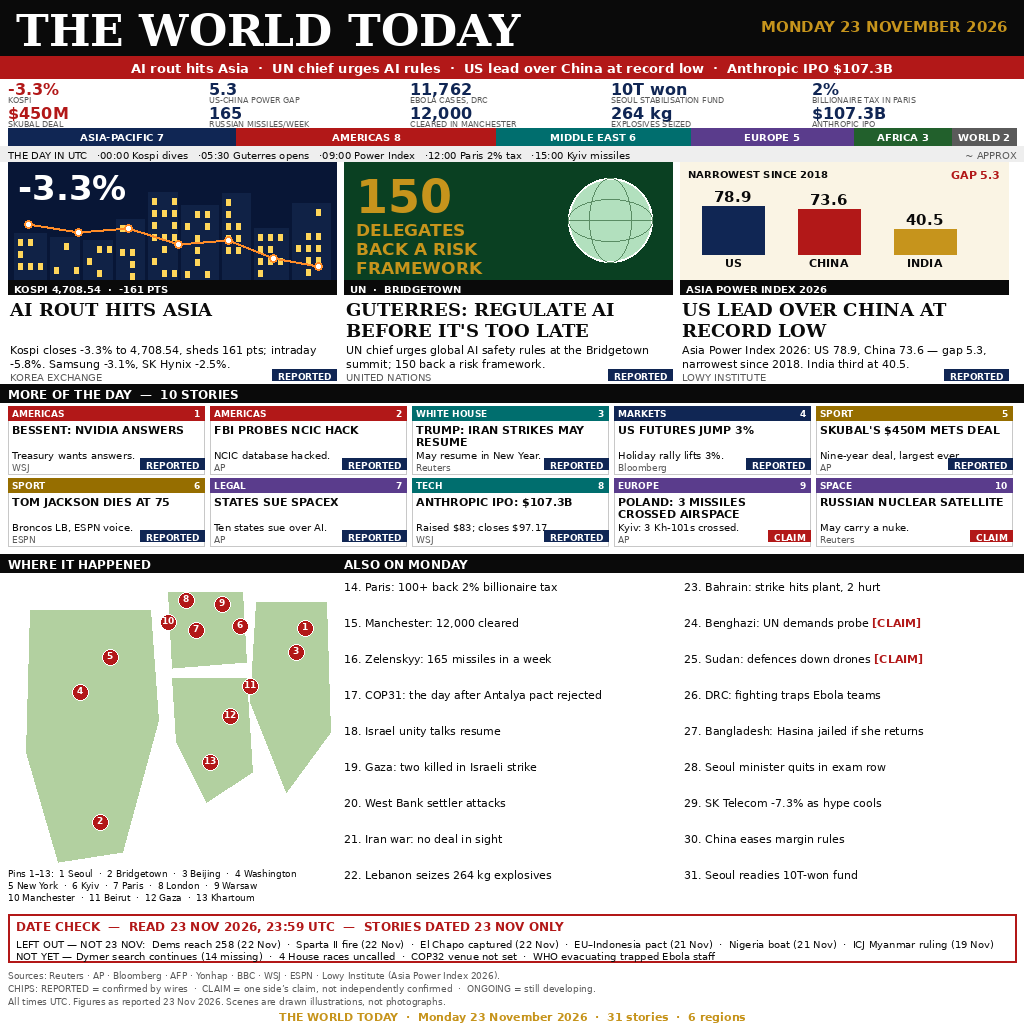 THE WORLD TODAY
MONDAY 23 NOVEMBER 2026
AI rout hits Asia · UN chief urges AI rules · US lead over China at record low · Anthropic IPO $107.3B
-3.3%
KOSPI
5.3
US-CHINA POWER GAP
11,762
EBOLA CASES, DRC
10T won
SEOUL STABILISATION FUND
2%
BILLIONAIRE TAX IN PARIS
$450M
SKUBAL DEAL
165
RUSSIAN MISSILES/WEEK
12,000
CLEARED IN MANCHESTER
264 kg
EXPLOSIVES SEIZED
$107.3B
ANTHROPIC IPO
ASIA-PACIFIC 7
AMERICAS 8
MIDDLE EAST 6
EUROPE 5
AFRICA 3
WORLD 2
THE DAY IN UTC ·00:00 Kospi dives ·05:30 Guterres opens ·09:00 Power Index ·12:00 Paris 2% tax ·15:00 Kyiv missiles
~ APPROX
-3.3%
KOSPI 4,708.54 · -161 PTS
150
DELEGATES
BACK A RISK
FRAMEWORK
UN · BRIDGETOWN
NARROWEST SINCE 2018
GAP 5.3
78.9
73.6
40.5
US
CHINA
INDIA
ASIA POWER INDEX 2026
AI ROUT HITS ASIA
Kospi closes -3.3% to 4,708.54, sheds 161 pts; intraday
-5.8%. Samsung -3.1%, SK Hynix -2.5%.
KOREA EXCHANGE
REPORTED
GUTERRES: REGULATE AI
BEFORE IT'S TOO LATE
UN chief urges global AI safety rules at the Bridgetown
summit; 150 back a risk framework.
UNITED NATIONS
REPORTED
US LEAD OVER CHINA AT
RECORD LOW
Asia Power Index 2026: US 78.9, China 73.6 — gap 5.3,
narrowest since 2018. India third at 40.5.
LOWY INSTITUTE
REPORTED
MORE OF THE DAY — 10 STORIES
AMERICAS 1
BESSENT: NVIDIA ANSWERS
Treasury wants answers.
WSJ
REPORTED
AMERICAS 2
FBI PROBES NCIC HACK
NCIC database hacked.
AP
REPORTED
WHITE HOUSE 3
TRUMP: IRAN STRIKES MAY
RESUME
May resume in New Year.
Reuters
REPORTED
MARKETS 4
US FUTURES JUMP 3%
Holiday rally lifts 3%.
Bloomberg
REPORTED
SPORT 5
SKUBAL'S $450M METS DEAL
Nine-year deal, largest ever.
AP
REPORTED
SPORT 6
TOM JACKSON DIES AT 75
Broncos LB, ESPN voice.
ESPN
REPORTED
LEGAL 7
STATES SUE SPACEX
Ten states sue over AI.
AP
REPORTED
TECH 8
ANTHROPIC IPO: $107.3B
Raised $83; closes $97.17
WSJ
REPORTED
EUROPE 9
POLAND: 3 MISSILES
CROSSED AIRSPACE
Kyiv: 3 Kh-101s crossed.
AP
CLAIM
SPACE 10
RUSSIAN NUCLEAR SATELLITE
May carry a nuke.
Reuters
CLAIM
WHERE IT HAPPENED
8
9
10
7
6
1
3
5
4
11
12
13
2
Pins 1–13: 1 Seoul · 2 Bridgetown · 3 Beijing · 4 Washington
5 New York · 6 Kyiv · 7 Paris · 8 London · 9 Warsaw
10 Manchester · 11 Beirut · 12 Gaza · 13 Khartoum
ALSO ON MONDAY
14. Paris: 100+ back 2% billionaire tax
15. Manchester: 12,000 cleared
16. Zelenskyy: 165 missiles in a week
17. COP31: the day after Antalya pact rejected
18. Israel unity talks resume
19. Gaza: two killed in Israeli strike
20. West Bank settler attacks
21. Iran war: no deal in sight
22. Lebanon seizes 264 kg explosives
23. Bahrain: strike hits plant, 2 hurt
24. Benghazi: UN demands probe [CLAIM]
25. Sudan: defences down drones [CLAIM]
26. DRC: fighting traps Ebola teams
27. Bangladesh: Hasina jailed if she returns
28. Seoul minister quits in exam row
29. SK Telecom -7.3% as hype cools
30. China eases margin rules
31. Seoul readies 10T-won fund
DATE CHECK — READ 23 NOV 2026, 23:59 UTC — STORIES DATED 23 NOV ONLY
LEFT OUT — NOT 23 NOV: Dems reach 258 (22 Nov) · Sparta II fire (22 Nov) · El Chapo captured (22 Nov) · EU–Indonesia pact (21 Nov) · Nigeria boat (21 Nov) · ICJ Myanmar ruling (19 Nov)
NOT YET — Dymer search continues (14 missing) · 4 House races uncalled · COP32 venue not set · WHO evacuating trapped Ebola staff
Sources: Reuters · AP · Bloomberg · AFP · Yonhap · BBC · WSJ · ESPN · Lowy Institute (Asia Power Index 2026).
CHIPS: REPORTED = confirmed by wires · CLAIM = one side's claim, not independently confirmed · ONGOING = still developing.
All times UTC. Figures as reported 23 Nov 2026. Scenes are drawn illustrations, not photographs.
THE WORLD TODAY · Monday 23 November 2026 · 31 stories · 6 regions